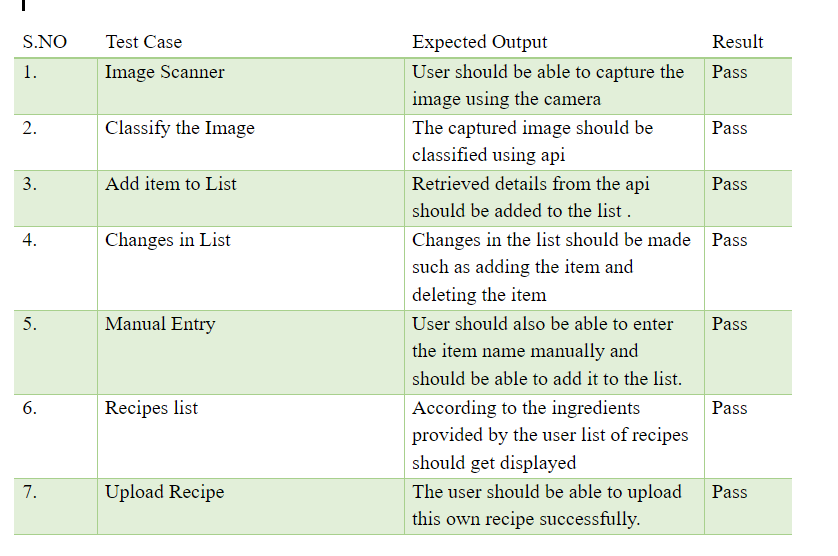 S.NO Test Case Expected Output Result
1. Image Scanner User should be able to capture the Pass
image using the camera
2. Classify the Image The captured image should be Pass
classified using api
3. Add item to List Retrieved details from the api Pass
should be added to the list .
4. Changes in List Changes in the list should be made Pass
such as adding the item and
deleting the item
5. Manual Entry User should also be able to enter Pass
the item name manually and
should be able to add it to the list.
6. Recipes list According to the ingredients Pass
provided by the user list of recipes
should get displayed
7. Upload Recipe The user should be able to upload Pass
this own recipe successfully.